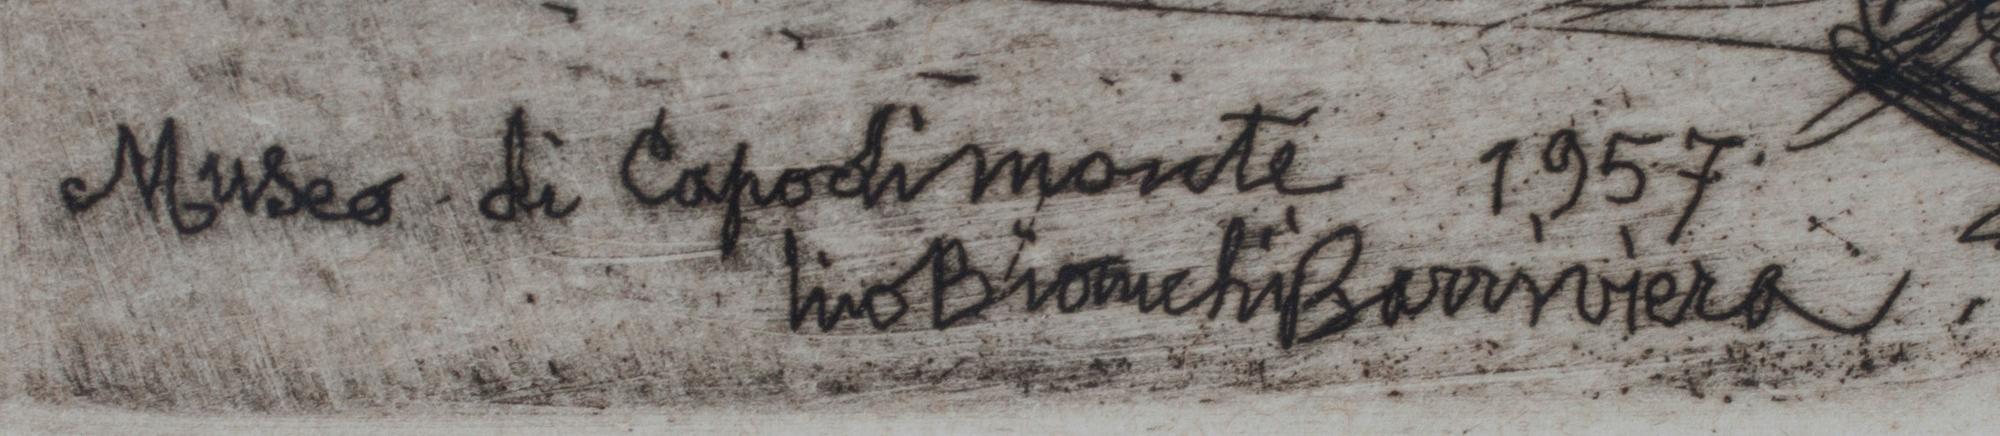 Museo di Capodimonte 1957.
Lino Bianchi Barriviera